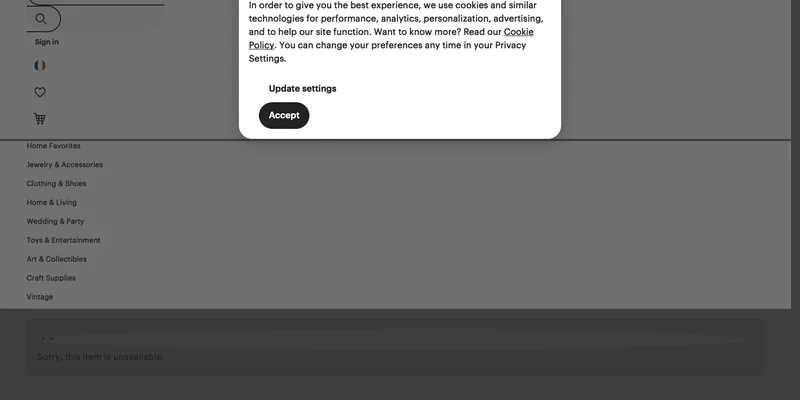 In order to give you the best experience, we use cookies and similar
technologies for performance, analytics, personalization, advertising,
and to help our site function. Want to know more? Read our Cookie
Policy. You can change your preferences any time in your Privacy
Settings.
Update settings
Accept
Sign in
Home Favorites
Jewelry & Accessories
Clothing & Shoes
Home & Living
Wedding & Party
Toys & Entertainment
Art & Collectibles
Craft Supplies
Vintage
Sorry, this item is unavailable.